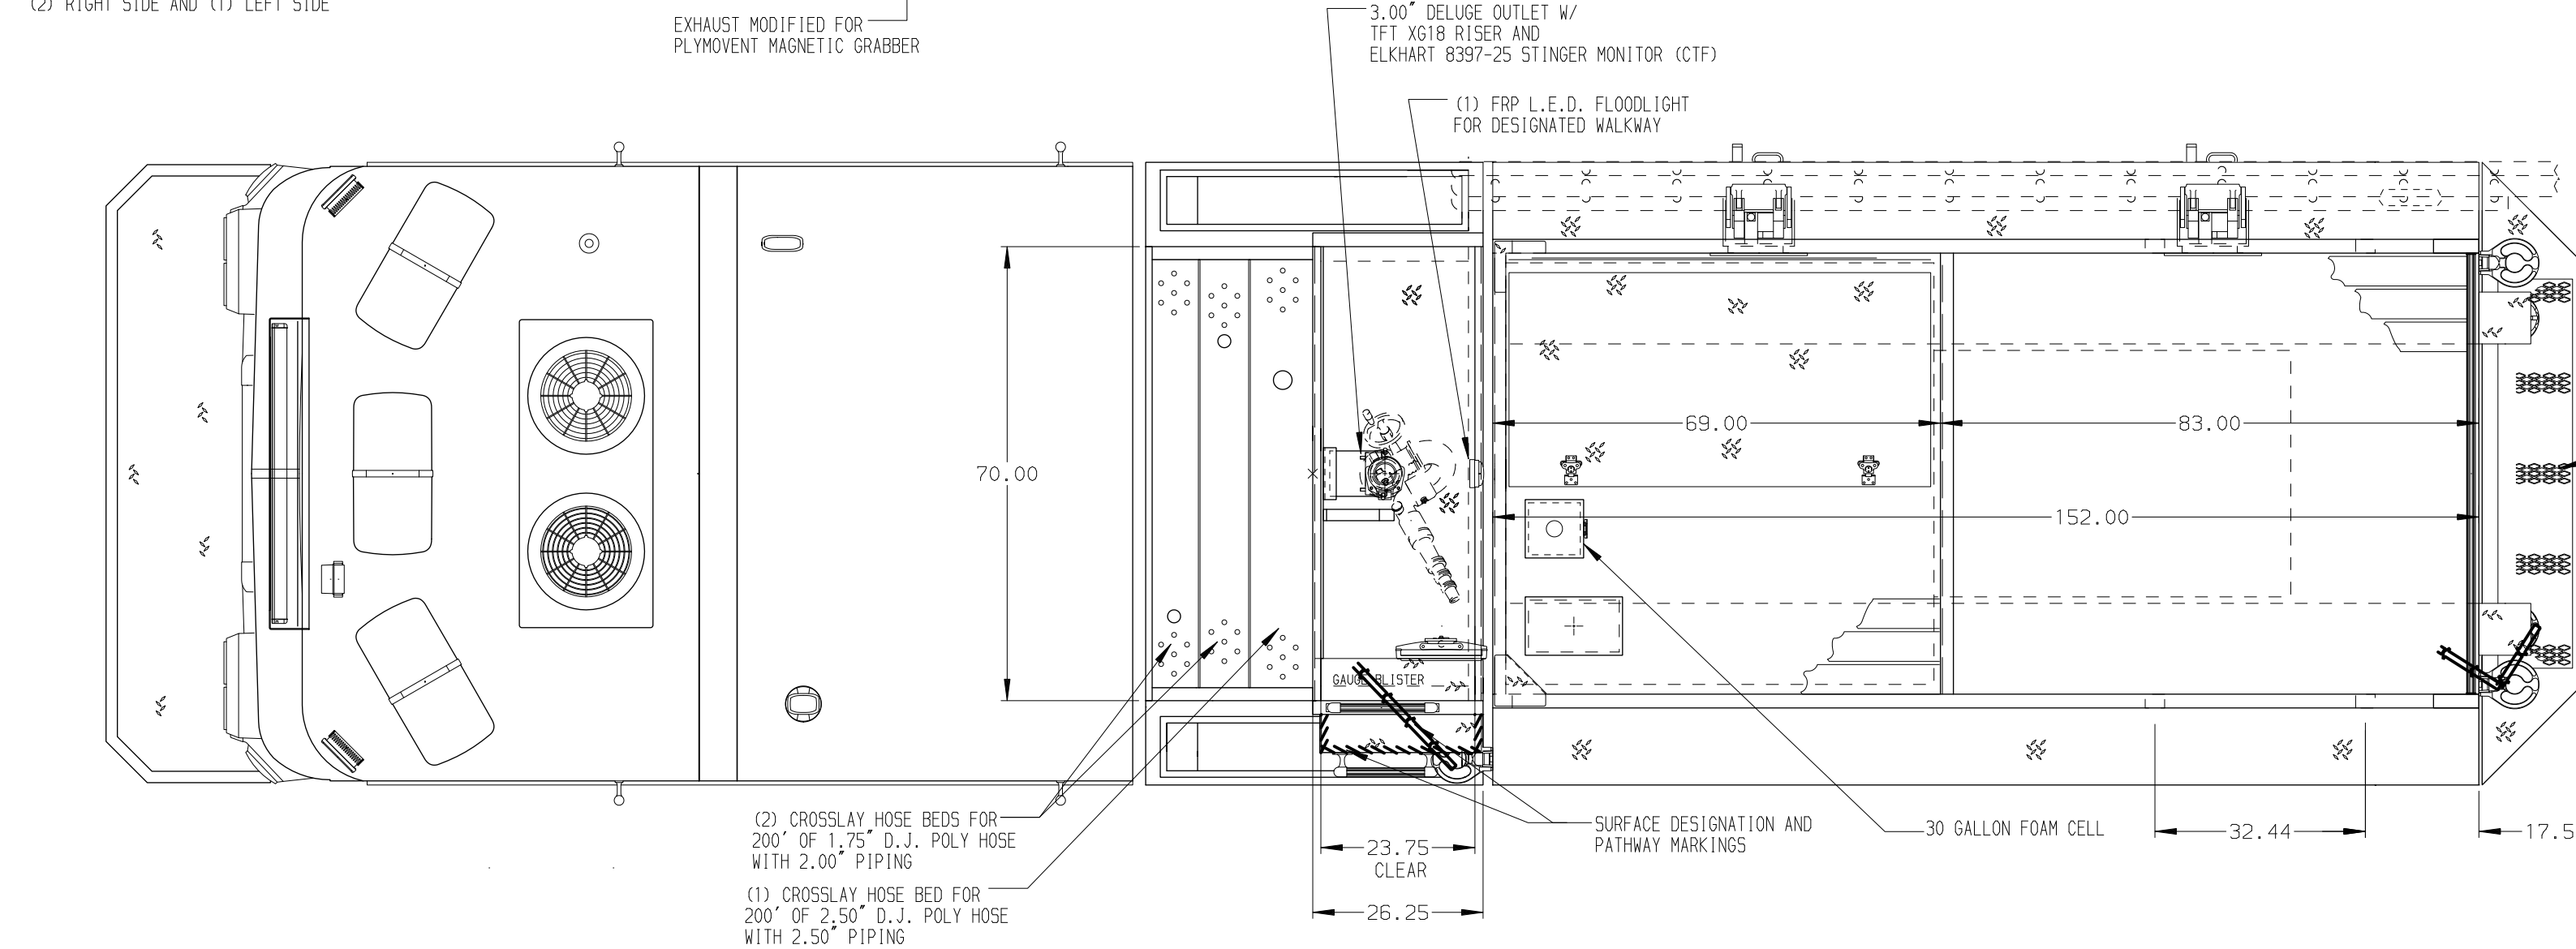 (2) RIGHT SIDE AND (1) LEFT SIDE
EXHAUST MODIFIED FOR
PLYMOVENT MAGNETIC GRABBER
3.00" DELUGE OUTLET W/
TFT XG18 RISER AND
ELKHART 8397-25 STINGER MONITOR (CTF)
(1) FRP L.E.D. FLOODLIGHT
FOR DESIGNATED WALKWAY
69.00
83.00
70.00
152.00
GAUGE BLISTER
(2) CROSSLAY HOSE BEDS FOR
200' OF 1.75" D.J. POLY HOSE
WITH 2.00" PIPING
(1) CROSSLAY HOSE BED FOR
200' OF 2.50" D.J. POLY HOSE
WITH 2.50" PIPING
23.75
CLEAR
26.25
SURFACE DESIGNATION AND
PATHWAY MARKINGS
30 GALLON FOAM CELL
32.44
17.5